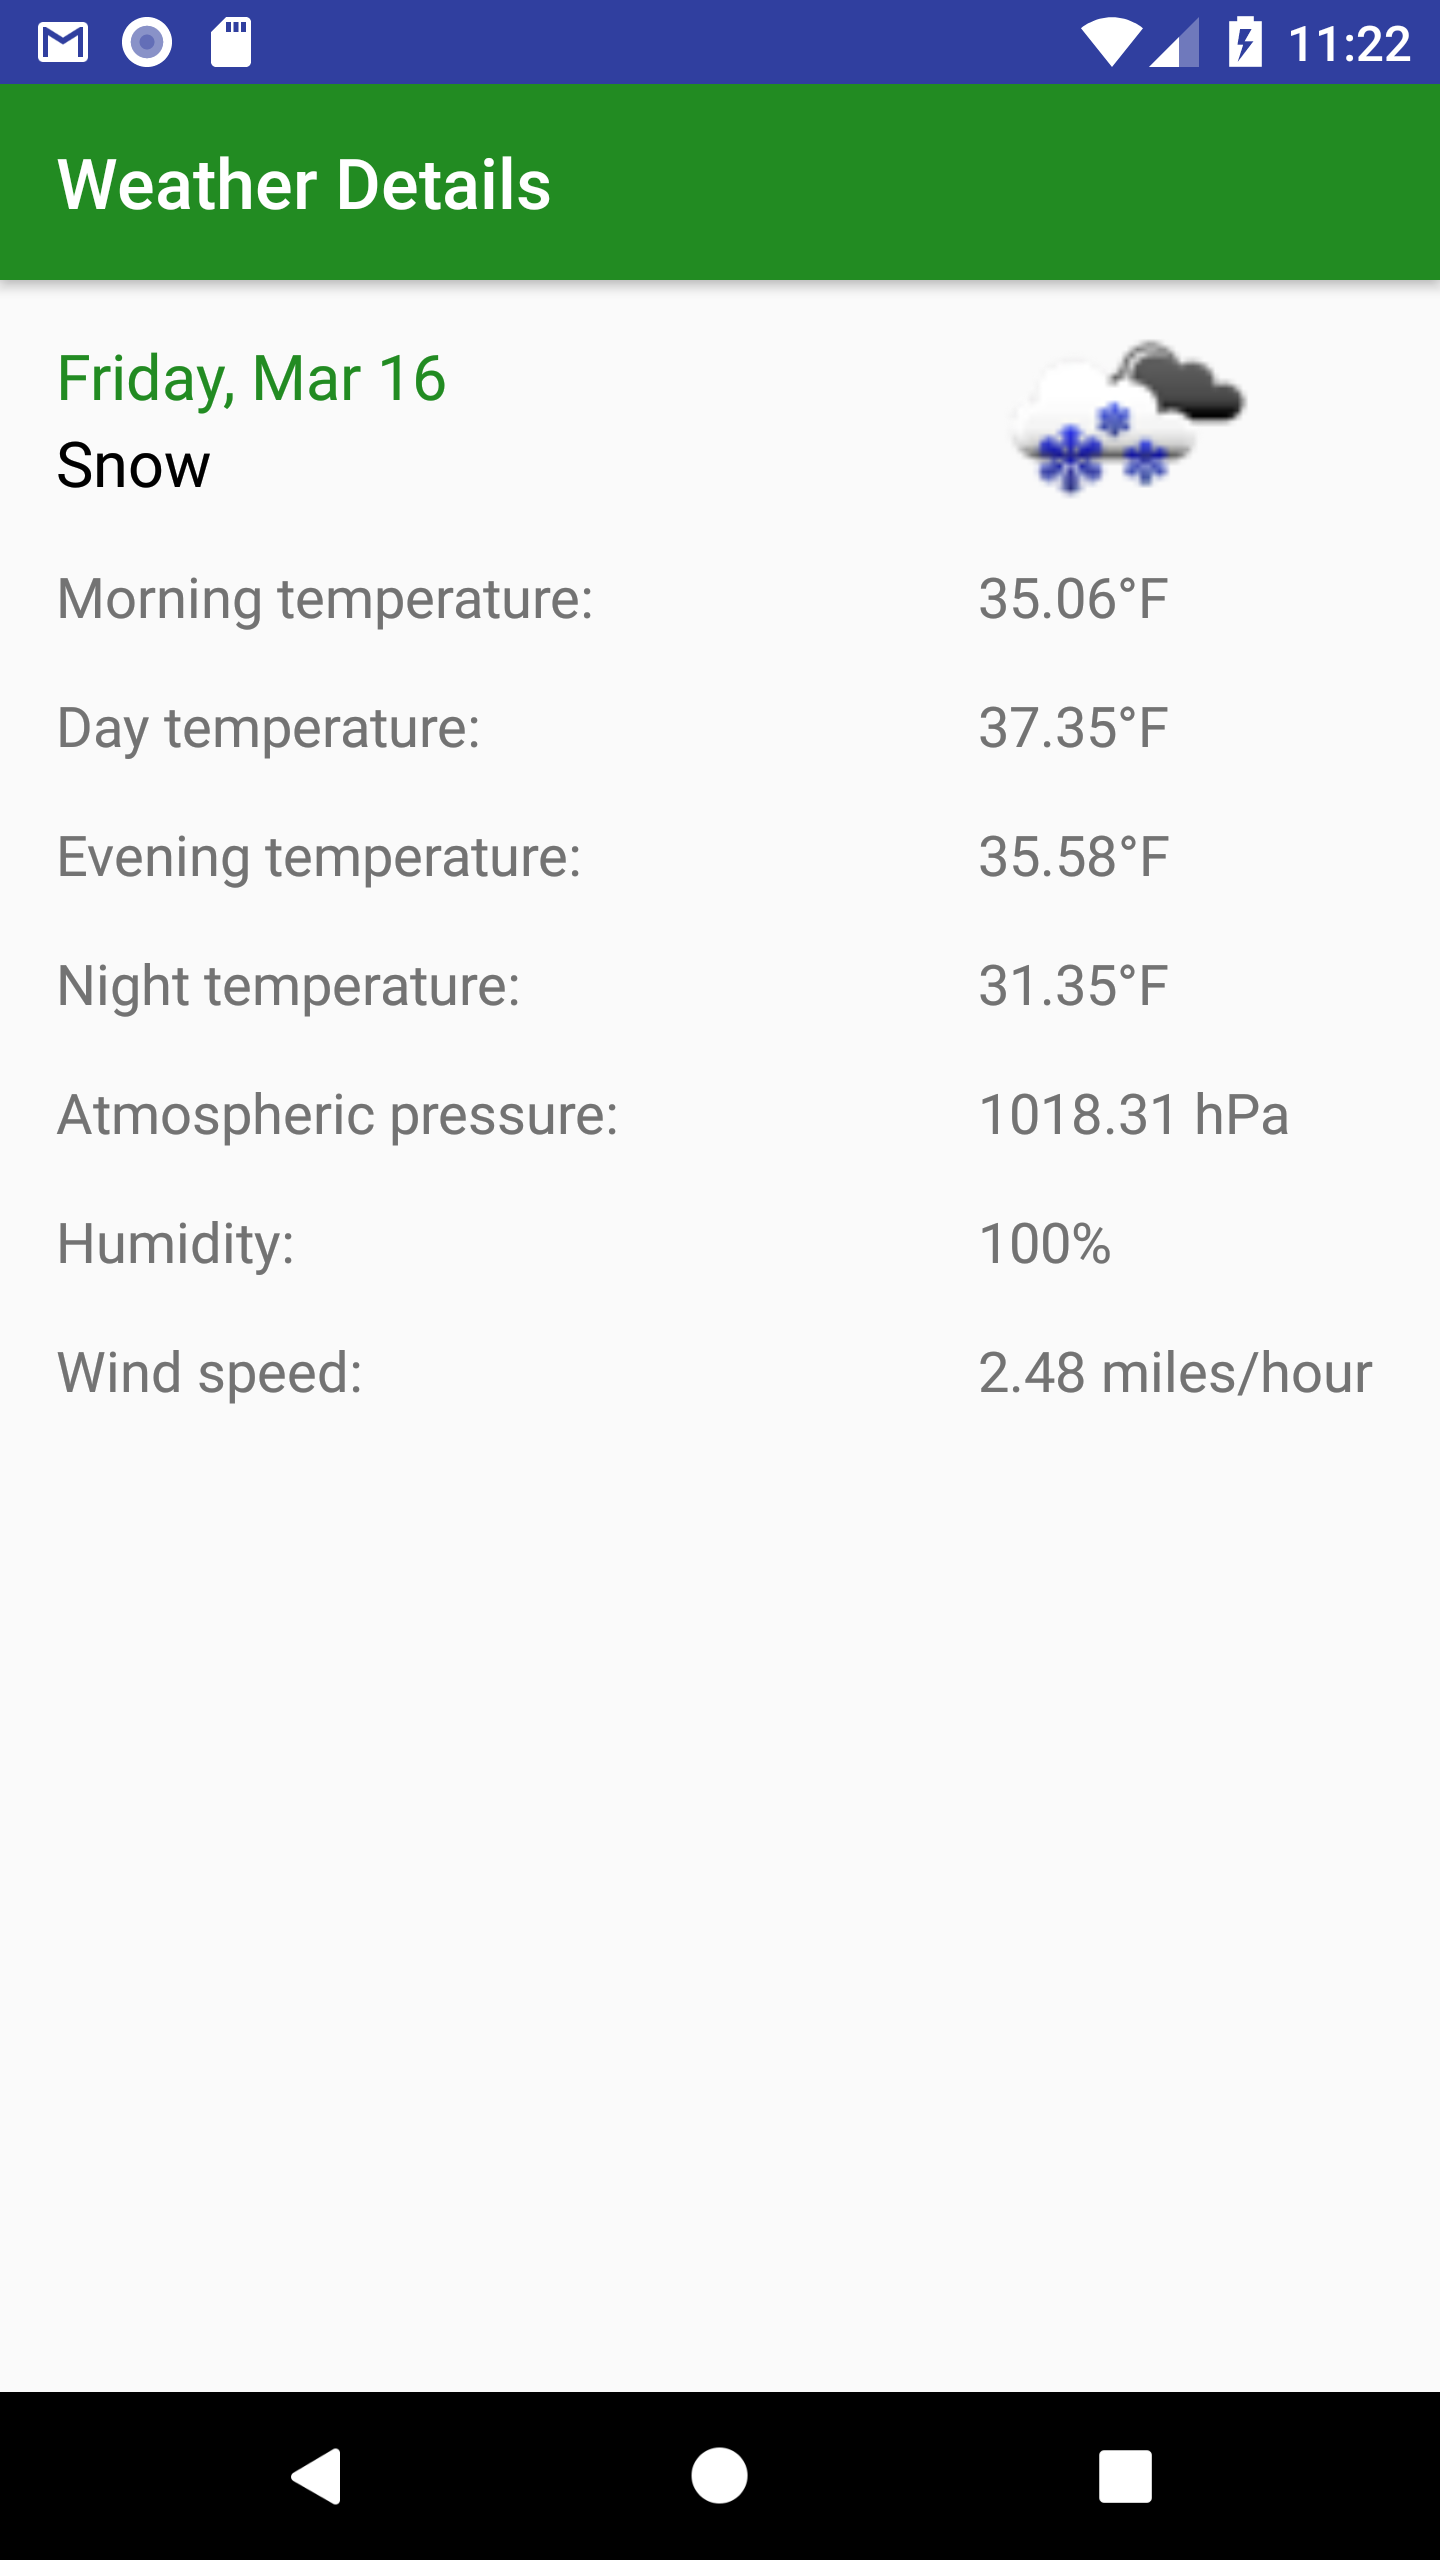 11:22
Weather Details
Friday, Mar 16
Snow
Morning temperature: 35.06°F
Day temperature: 37.35°F
Evening temperature: 35.58°F
Night temperature: 31.35°F
Atmospheric pressure: 1018.31 hPa
Humidity: 100%
Wind speed: 2.48 miles/hour